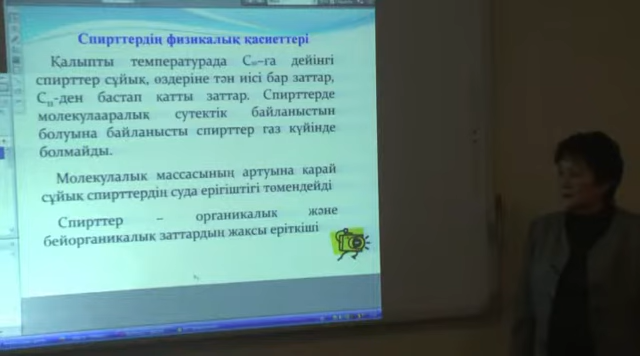 Спирттердің физикалық қасиеттері
Қалыпты температурада С₁₀–ға дейінгі
спирттер сұйық, өздеріне тән иісі бар заттар,
С₁₁-ден бастап қатты заттар. Спирттерде
молекулааралық сутектік байланыстың
болуына байланысты спирттер газ күйінде
болмайды.
Молекулалық массасының артуына қарай
сұйық спирттердің суда ерігіштігі төмендейді
Спирттер – органикалық және
бейорганикалық заттардың жақсы еріткіші